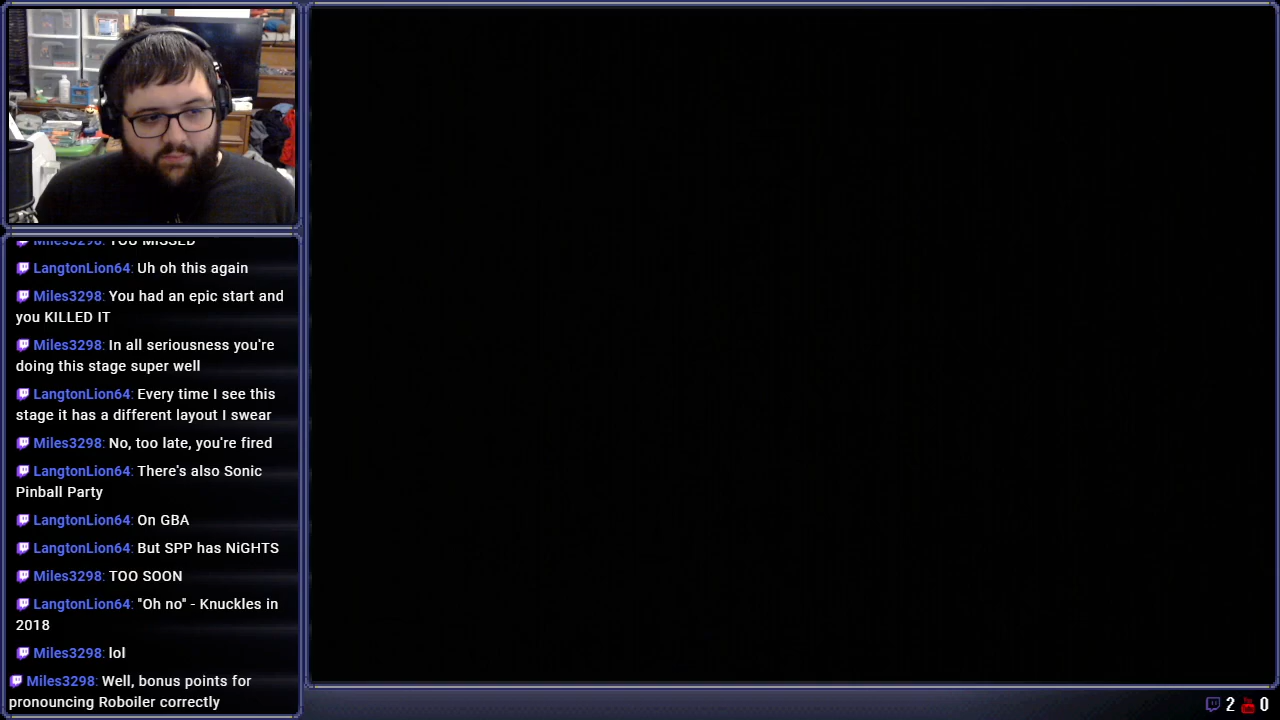 Miles3298: YOU MISSED
LangtonLion64: Uh oh this again
Miles3298: You had an epic start and
you KILLED IT
Miles3298: In all seriousness you're
doing this stage super well
LangtonLion64: Every time I see this
stage it has a different layout I swear
Miles3298: No, too late, you're fired
LangtonLion64: There's also Sonic
Pinball Party
LangtonLion64: On GBA
LangtonLion64: But SPP has NiGHTS
Miles3298: TOO SOON
LangtonLion64: "Oh no" - Knuckles in
2018
Miles3298: lol
Miles3298: Well, bonus points for
pronouncing Roboiler correctly
2 0